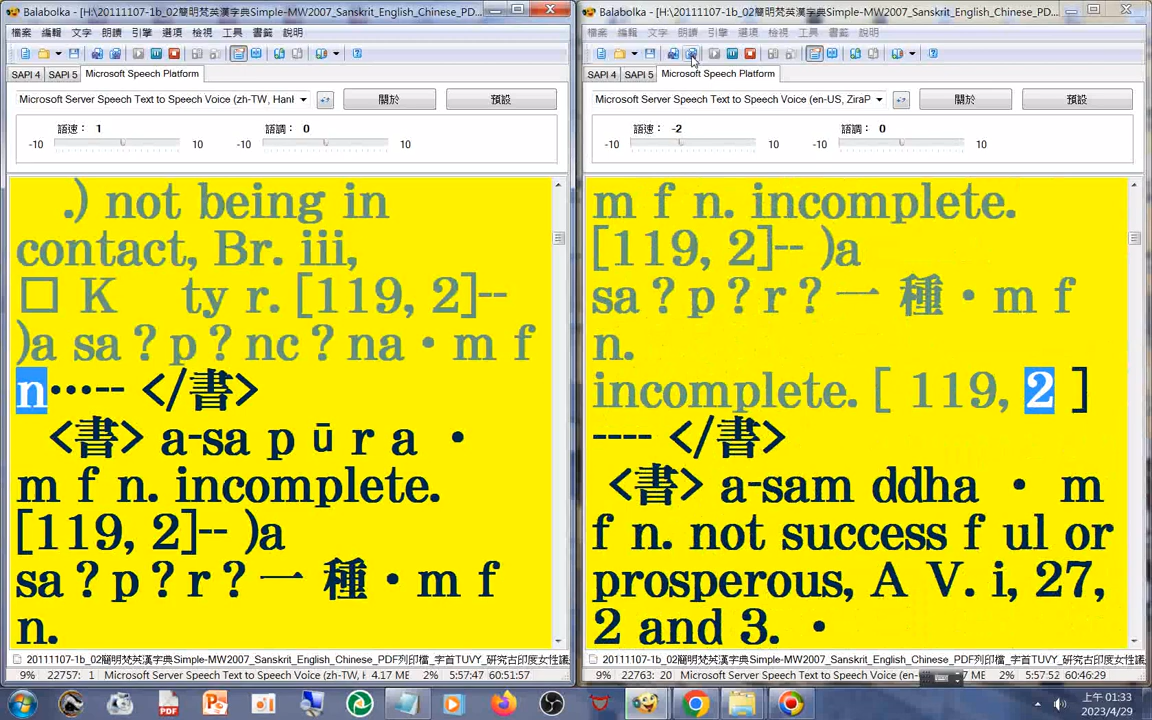 Balabolka - [H:\20111107-1b_02簡明梵英漢字典Simple-MW2007_Sanskrit_English_Chinese_PD...
檔案 編輯 文字 朗讀 引擎 選項 檢視 工具 書籤 說明
SAPI 4 SAPI 5 Microsoft Speech Platform
Microsoft Server Speech Text to Speech Voice (zh-TW, Hanl 關於 預設
語速： 1 語調： 0
-10 10 -10 10
.) not being in
contact, Br. iii,
□ K ty r. [119, 2]--
)a sa？p？nc？na・m f
n…-- </書>
<書> a-sa p ū r a ・
m f n. incomplete.
[119, 2]-- )a
sa？p？r？一 種・m f
n.
20111107-1b_02簡明梵英漢字典Simple-MW2007_Sanskrit_English_Chinese_PDF列印檔_字首TUVY_研究古印度女性議
9% 22757: 1 Microsoft Server Speech Text to Speech Voice (zh-TW, H 4.17 ME 2% 5:57:47 60:51:57
Balabolka - [H:\20111107-1b_02簡明梵英漢字典Simple-MW2007_Sanskrit_English_Chinese_PD...
檔案 編輯 文字 朗讀 引擎 選項 檢視 工具 書籤 說明
SAPI 4 SAPI 5 Microsoft Speech Platform
Microsoft Server Speech Text to Speech Voice (en-US, ZiraP 關於 預設
語速： -2 語調： 0
-10 10 -10 10
m f n. incomplete.
[119, 2]-- )a
sa？p？r？一 種・m f
n.
incomplete. [ 119, 2 ]
---- </書>
<書> a-sam ddha ・ m
f n. not success f ul or
prosperous, A V. i, 27,
2 and 3. ・
20111107-1b_02簡明梵英漢字典Simple-MW2007_Sanskrit_English_Chinese_PDF列印檔_字首TUVY_研究古印度女性議
9% 22763: 20 Microsoft Server Speech Text to Speech Voice 2% 5:57:52 60:46:29
上午 01:33
2023/4/29